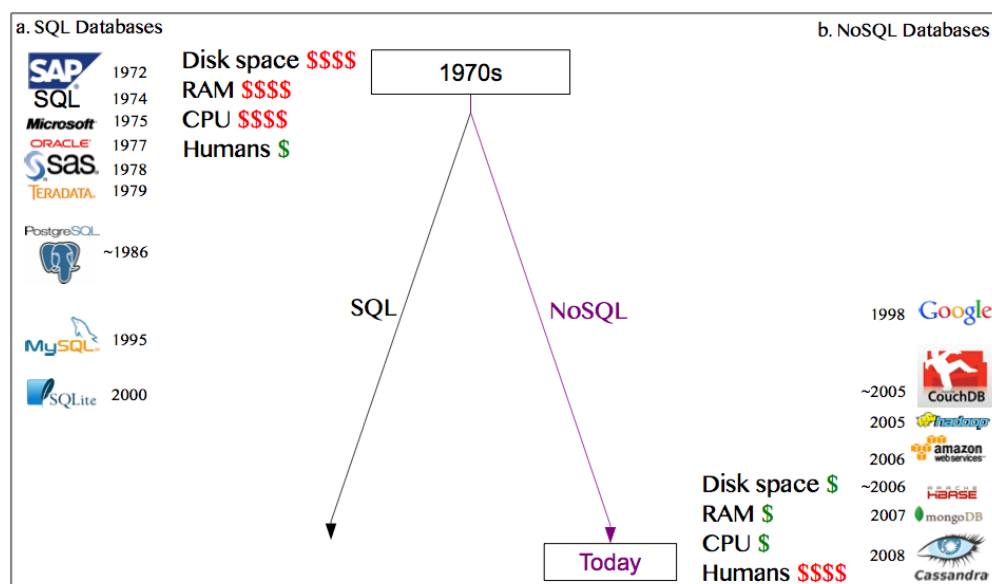 a. SQL Databases
SAP 1972
SQL 1974
Microsoft 1975
ORACLE 1977
sas 1978
TERADATA. 1979
PostgreSQL
~1986
MySQL 1995
SQLite 2000
Disk space $$$$
RAM $$$$
CPU $$$$
Humans $
1970s
SQL
NoSQL
Today
b. NoSQL Databases
1998 Google
~2005 CouchDB
2005 hadoop
2006 amazon
webservices™
~2006 APACHE
HBASE
2007 mongoDB
2008
Cassandra
Disk space $
RAM $
CPU $
Humans $$$$